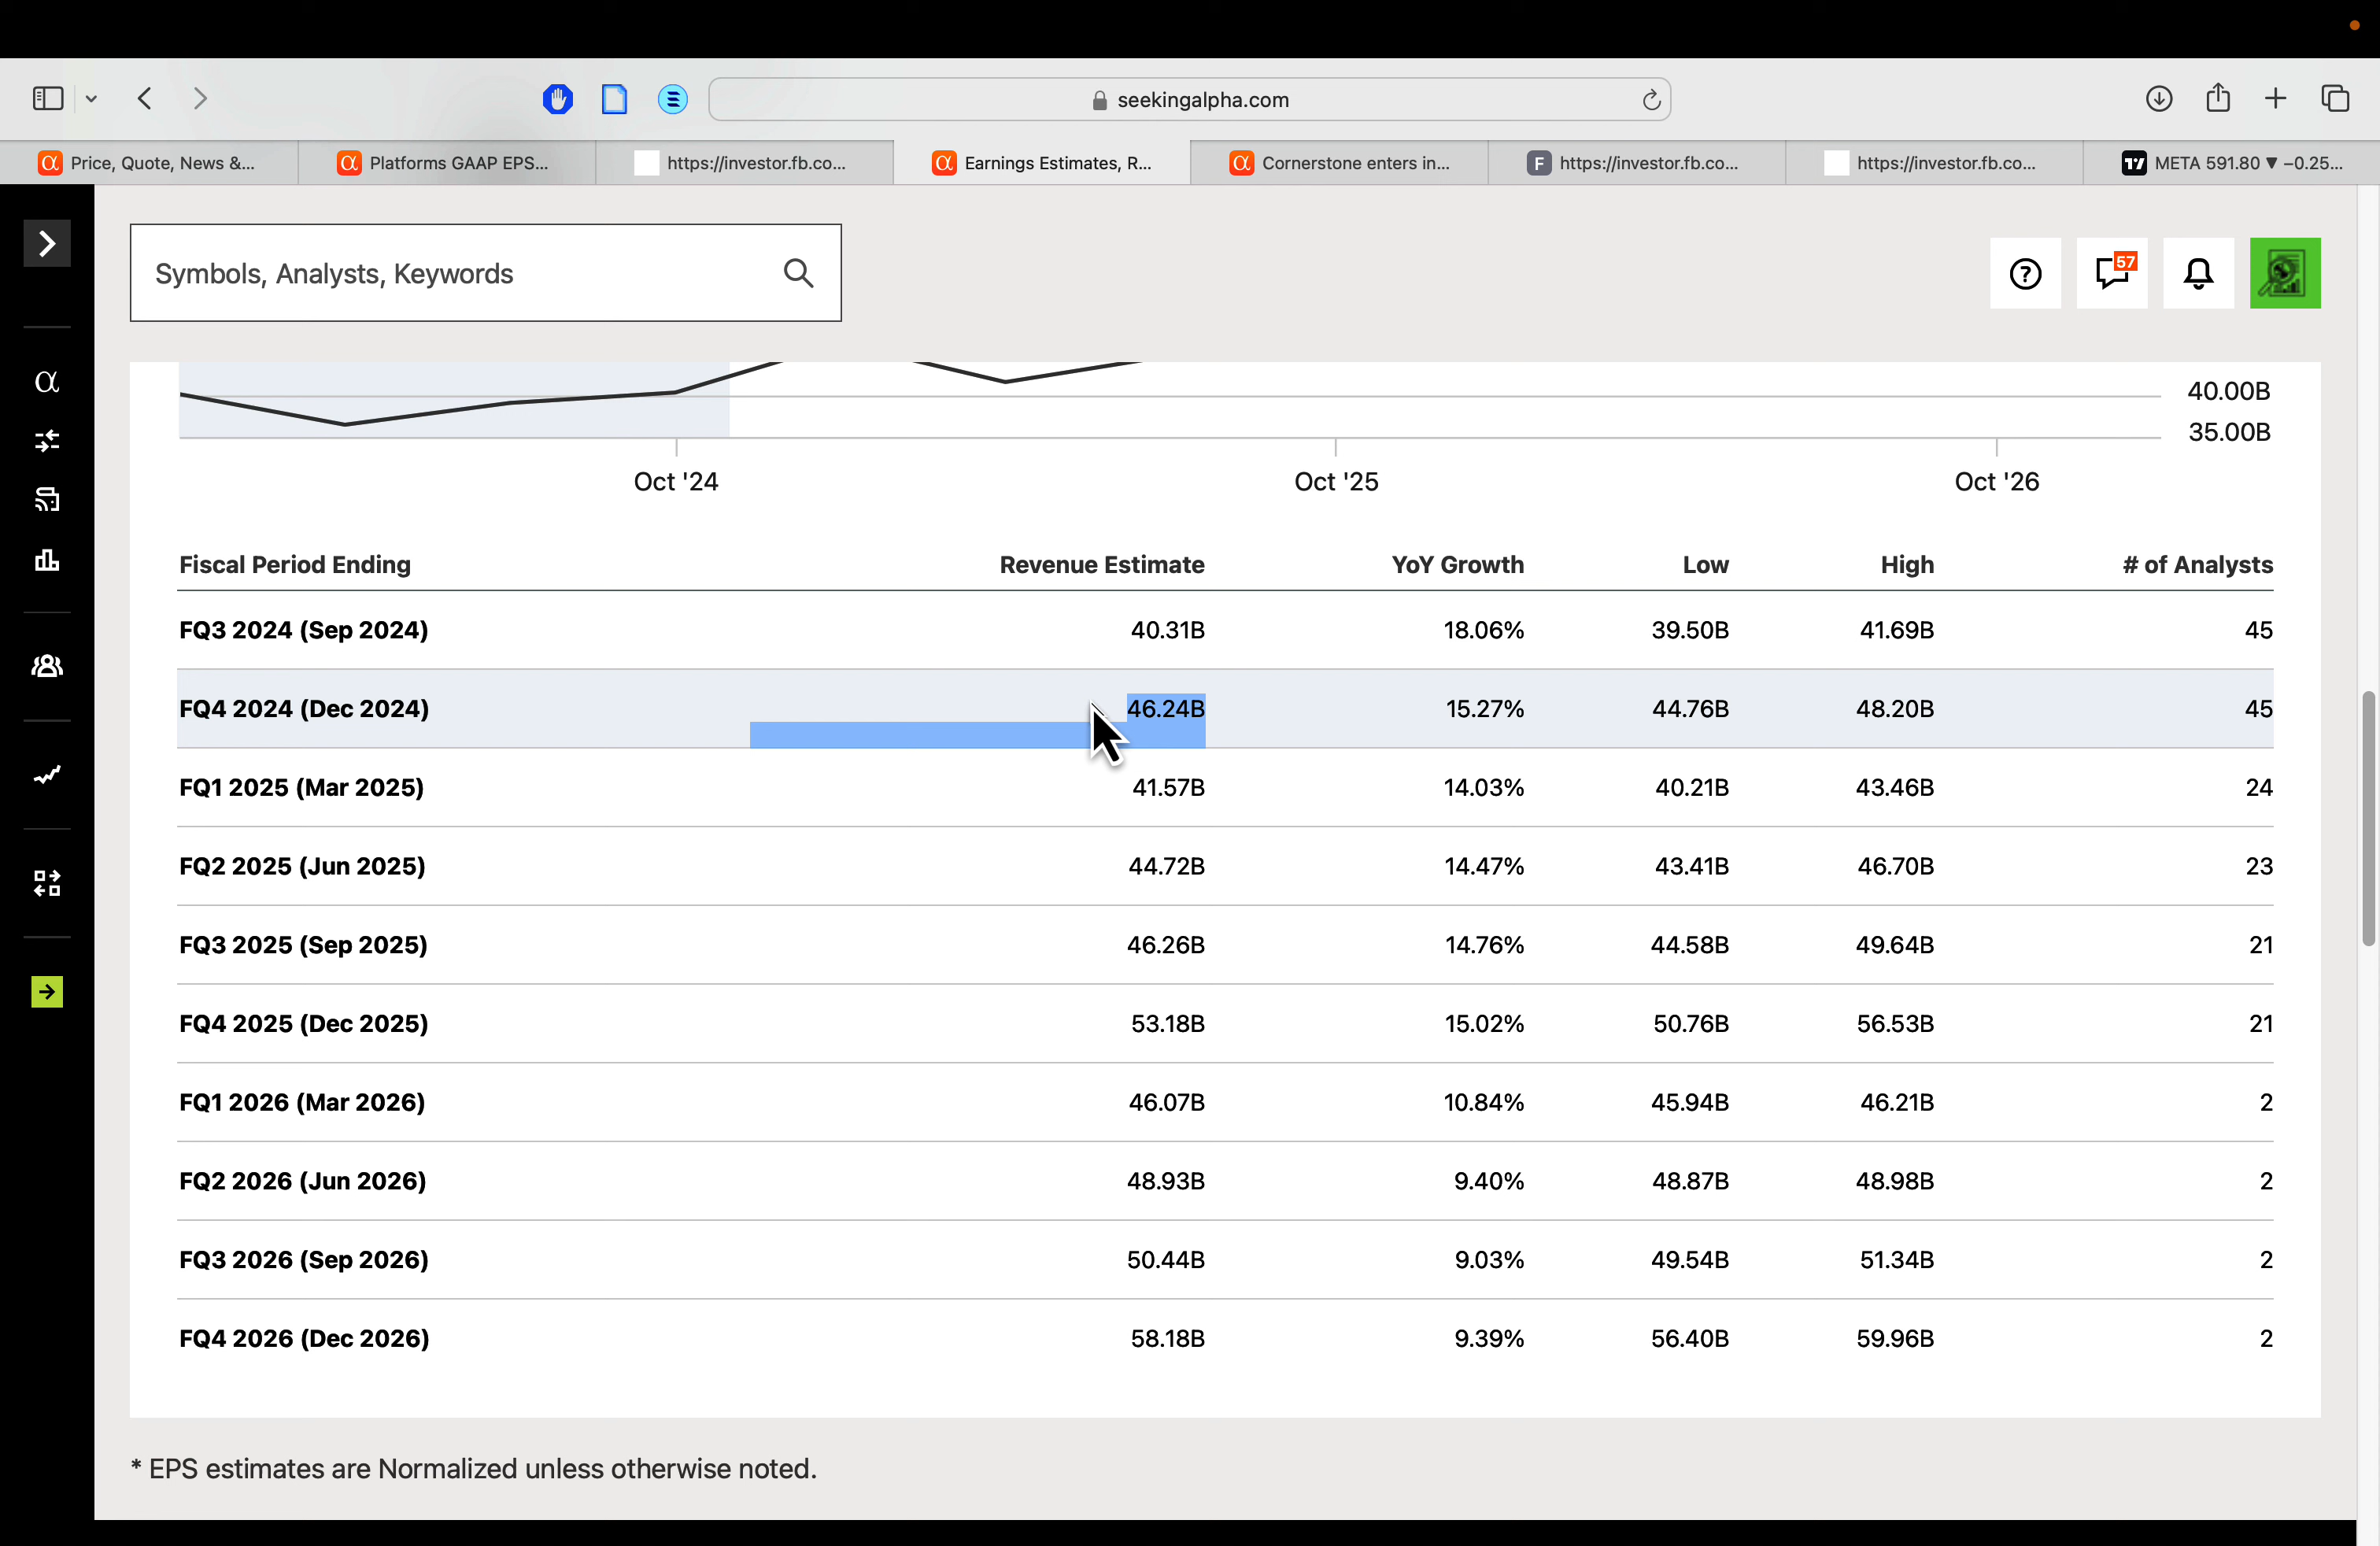 seekingalpha.com
Price, Quote, News &...
Platforms GAAP EPS...
https://investor.fb.co...
Earnings Estimates, R...
Cornerstone enters in...
https://investor.fb.co...
https://investor.fb.co...
META 591.80 ▼ −0.25...
Symbols, Analysts, Keywords
57
40.00B
35.00B
Oct '24 Oct '25 Oct '26
Fiscal Period Ending Revenue Estimate YoY Growth Low High # of Analysts
FQ3 2024 (Sep 2024) 40.31B 18.06% 39.50B 41.69B 45
FQ4 2024 (Dec 2024) 46.24B 15.27% 44.76B 48.20B 45
FQ1 2025 (Mar 2025) 41.57B 14.03% 40.21B 43.46B 24
FQ2 2025 (Jun 2025) 44.72B 14.47% 43.41B 46.70B 23
FQ3 2025 (Sep 2025) 46.26B 14.76% 44.58B 49.64B 21
FQ4 2025 (Dec 2025) 53.18B 15.02% 50.76B 56.53B 21
FQ1 2026 (Mar 2026) 46.07B 10.84% 45.94B 46.21B 2
FQ2 2026 (Jun 2026) 48.93B 9.40% 48.87B 48.98B 2
FQ3 2026 (Sep 2026) 50.44B 9.03% 49.54B 51.34B 2
FQ4 2026 (Dec 2026) 58.18B 9.39% 56.40B 59.96B 2
* EPS estimates are Normalized unless otherwise noted.